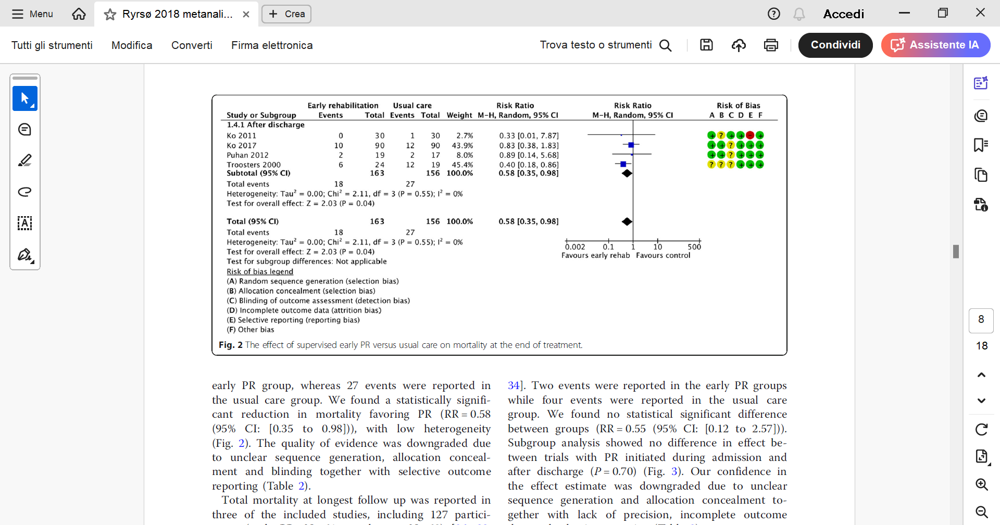 Menu
Ryrsø 2018 metanali...
Crea
Accedi
Tutti gli strumenti
Modifica
Converti
Firma elettronica
Trova testo o strumenti
Condividi
Assistente IA
Early rehabilitation Usual care Risk Ratio Risk Ratio Risk of Bias
Study or Subgroup Events Total Events Total Weight M-H, Random, 95% CI M-H, Random, 95% CI A B C D E F
1.4.1 After discharge
Ko 2011 0 30 1 30 2.7% 0.33 [0.01, 7.87] + ? + + - +
Ko 2017 10 90 12 90 43.9% 0.83 [0.38, 1.83] + + ? + + +
Puhan 2012 2 19 2 17 8.0% 0.89 [0.14, 5.68] + + ? + + +
Troosters 2000 6 24 12 19 45.4% 0.40 [0.18, 0.86] ? ? ? + + +
Subtotal (95% CI) 163 156 100.0% 0.58 [0.35, 0.98]
Total events 18 27
Heterogeneity: Tau² = 0.00; Chi² = 2.11, df = 3 (P = 0.55); I² = 0%
Test for overall effect: Z = 2.03 (P = 0.04)
Total (95% CI) 163 156 100.0% 0.58 [0.35, 0.98]
Total events 18 27
Heterogeneity: Tau² = 0.00; Chi² = 2.11, df = 3 (P = 0.55); I² = 0%
Test for overall effect: Z = 2.03 (P = 0.04)
Test for subgroup differences: Not applicable
0.002 0.1 1 10 500
Favours early rehab Favours control
Risk of bias legend
(A) Random sequence generation (selection bias)
(B) Allocation concealment (selection bias)
(C) Blinding of outcome assessment (detection bias)
(D) Incomplete outcome data (attrition bias)
(E) Selective reporting (reporting bias)
(F) Other bias
Fig. 2 The effect of supervised early PR versus usual care on mortality at the end of treatment.
early PR group, whereas 27 events were reported in
the usual care group. We found a statistically signifi-
cant reduction in mortality favoring PR (RR = 0.58
(95% CI: [0.35 to 0.98])), with low heterogeneity
(Fig. 2). The quality of evidence was downgraded due
to unclear sequence generation, allocation conceal-
ment and blinding together with selective outcome
reporting (Table 2).
Total mortality at longest follow up was reported in
three of the included studies, including 127 partici-
34]. Two events were reported in the early PR groups
while four events were reported in the usual care
group. We found no statistical significant difference
between groups (RR = 0.55 (95% CI: [0.12 to 2.57])).
Subgroup analysis showed no difference in effect be-
tween trials with PR initiated during admission and
after discharge (P = 0.70) (Fig. 3). Our confidence in
the effect estimate was downgraded due to unclear
sequence generation and allocation concealment to-
gether with lack of precision, incomplete outcome
8
18